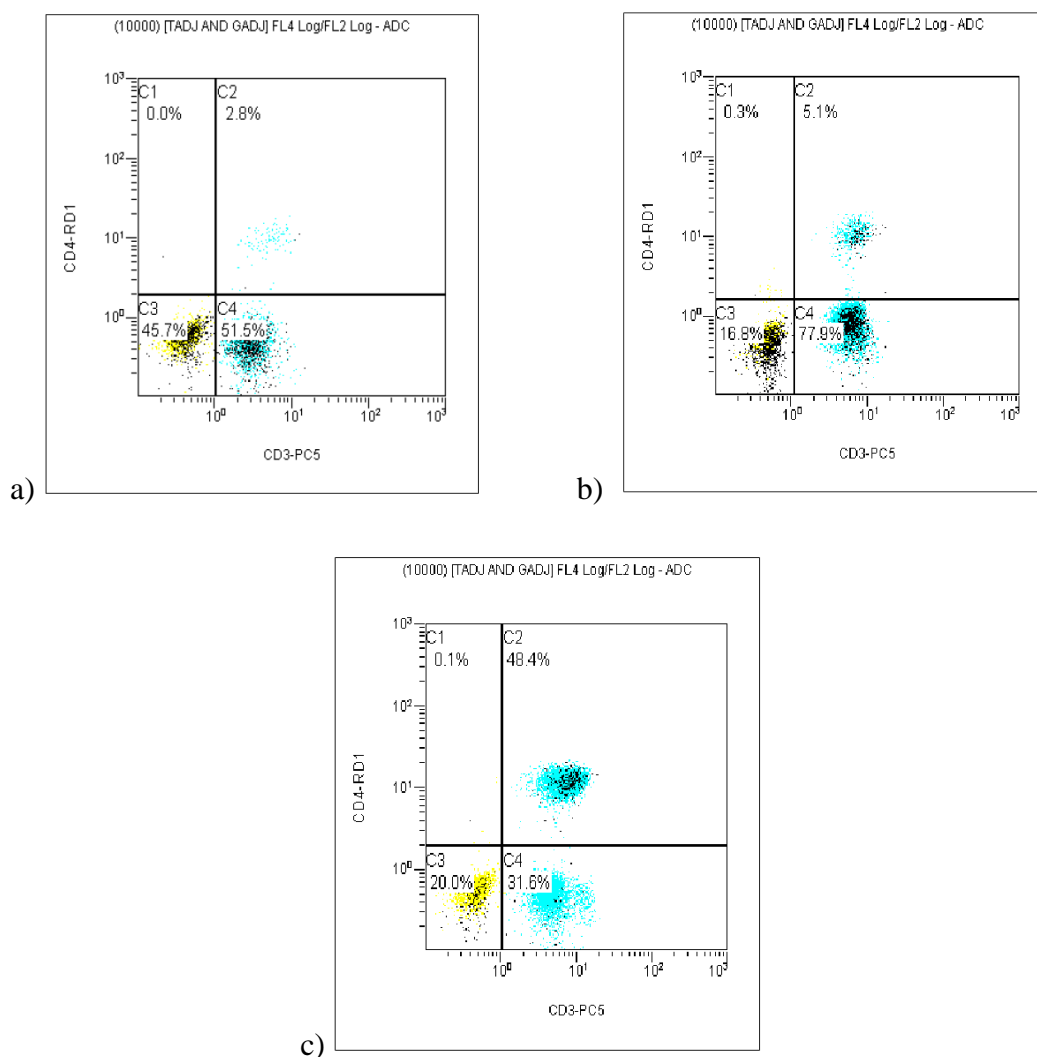 (10000) [TADJ AND GADJ] FL4 Log/FL2 Log - ADC
10³
C1
C2
0.0%
2.8%
10²
CD4-RD1
10¹
C3
C4
10⁰
45.7%
51.5%
10⁰
10¹
10²
10³
CD3-PC5
a)
(10000) [TADJ AND GADJ] FL4 Log/FL2 Log - ADC
10³
C1
C2
0.3%
5.1%
10²
CD4-RD1
10¹
C3
C4
10⁰
16.8%
77.9%
10⁰
10¹
10²
10³
CD3-PC5
b)
(10000) [TADJ AND GADJ] FL4 Log/FL2 Log - ADC
10³
C1
C2
0.1%
48.4%
10²
CD4-RD1
10¹
C3
C4
10⁰
20.0%
31.6%
10⁰
10¹
10²
10³
CD3-PC5
c)